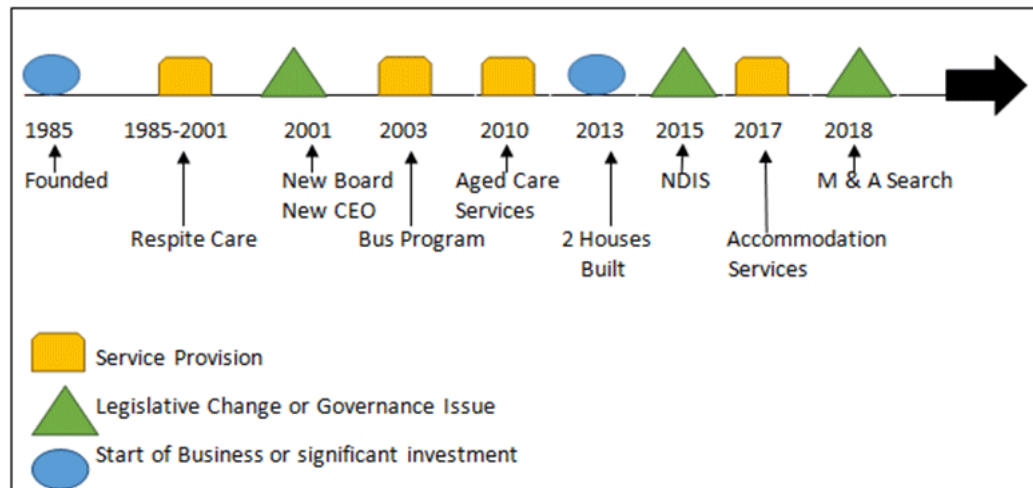 1985 1985-2001 2001 2003 2010 2013 2015 2017 2018
Founded New Board Aged Care NDIS M & A Search
New CEO Services
Respite Care Bus Program 2 Houses Accommodation
Built Services
Service Provision
Legislative Change or Governance Issue
Start of Business or significant investment